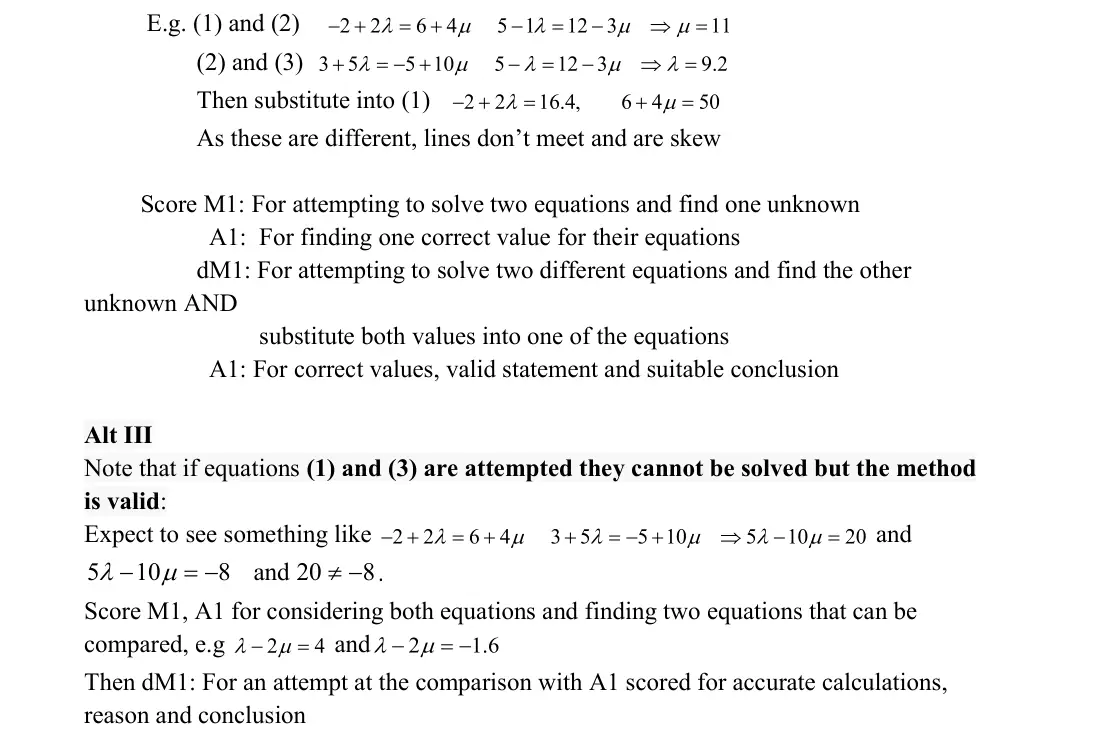 E.g. (1) and (2) −2 + 2λ = 6 + 4μ 5 − 1λ = 12 − 3μ ⇒ μ = 11
(2) and (3) 3 + 5λ = −5 + 10μ 5 − λ = 12 − 3μ ⇒ λ = 9.2
Then substitute into (1) −2 + 2λ = 16.4, 6 + 4μ = 50
As these are different, lines don’t meet and are skew
Score M1: For attempting to solve two equations and find one unknown
A1: For finding one correct value for their equations
dM1: For attempting to solve two different equations and find the other
unknown AND
substitute both values into one of the equations
A1: For correct values, valid statement and suitable conclusion
Alt III
Note that if equations (1) and (3) are attempted they cannot be solved but the method
is valid:
Expect to see something like −2 + 2λ = 6 + 4μ 3 + 5λ = −5 + 10μ ⇒ 5λ − 10μ = 20 and
5λ − 10μ = −8 and 20 ≠ −8.
Score M1, A1 for considering both equations and finding two equations that can be
compared, e.g λ − 2μ = 4 and λ − 2μ = −1.6
Then dM1: For an attempt at the comparison with A1 scored for accurate calculations,
reason and conclusion